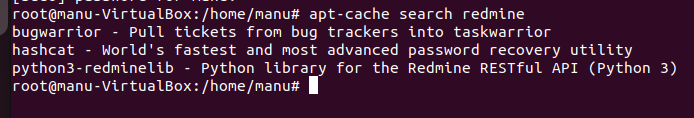 root@manu-VirtualBox:/home/manu# apt-cache search redmine
bugwarrior - Pull tickets from bug trackers into taskwarrior
hashcat - World's fastest and most advanced password recovery utility
python3-redminelib - Python library for the Redmine RESTful API (Python 3)
root@manu-VirtualBox:/home/manu#